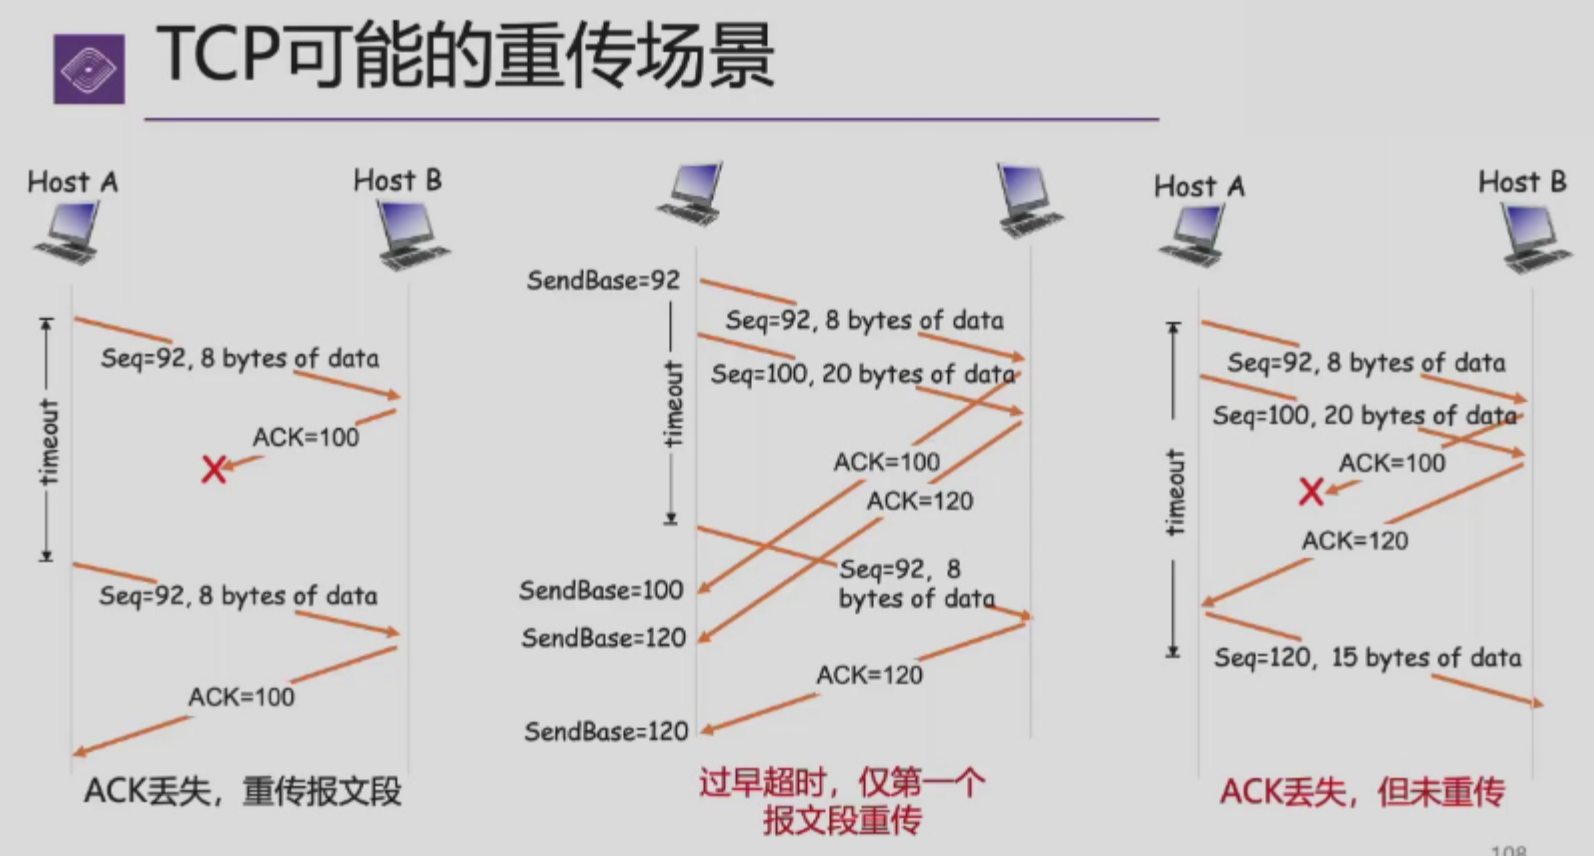 TCP可能的重传场景
Host A
Host B
timeout
Seq=92, 8 bytes of data
ACK=100
X
Seq=92, 8 bytes of data
ACK=100
ACK丢失，重传报文段
SendBase=92
timeout
Seq=92, 8 bytes of data
Seq=100, 20 bytes of data
ACK=100
ACK=120
Seq=92, 8
bytes of data
SendBase=100
SendBase=120
ACK=120
SendBase=120
过早超时，仅第一个
报文段重传
Host A
Host B
timeout
Seq=92, 8 bytes of data
Seq=100, 20 bytes of data
ACK=100
X
ACK=120
Seq=120, 15 bytes of data
ACK丢失，但未重传
108